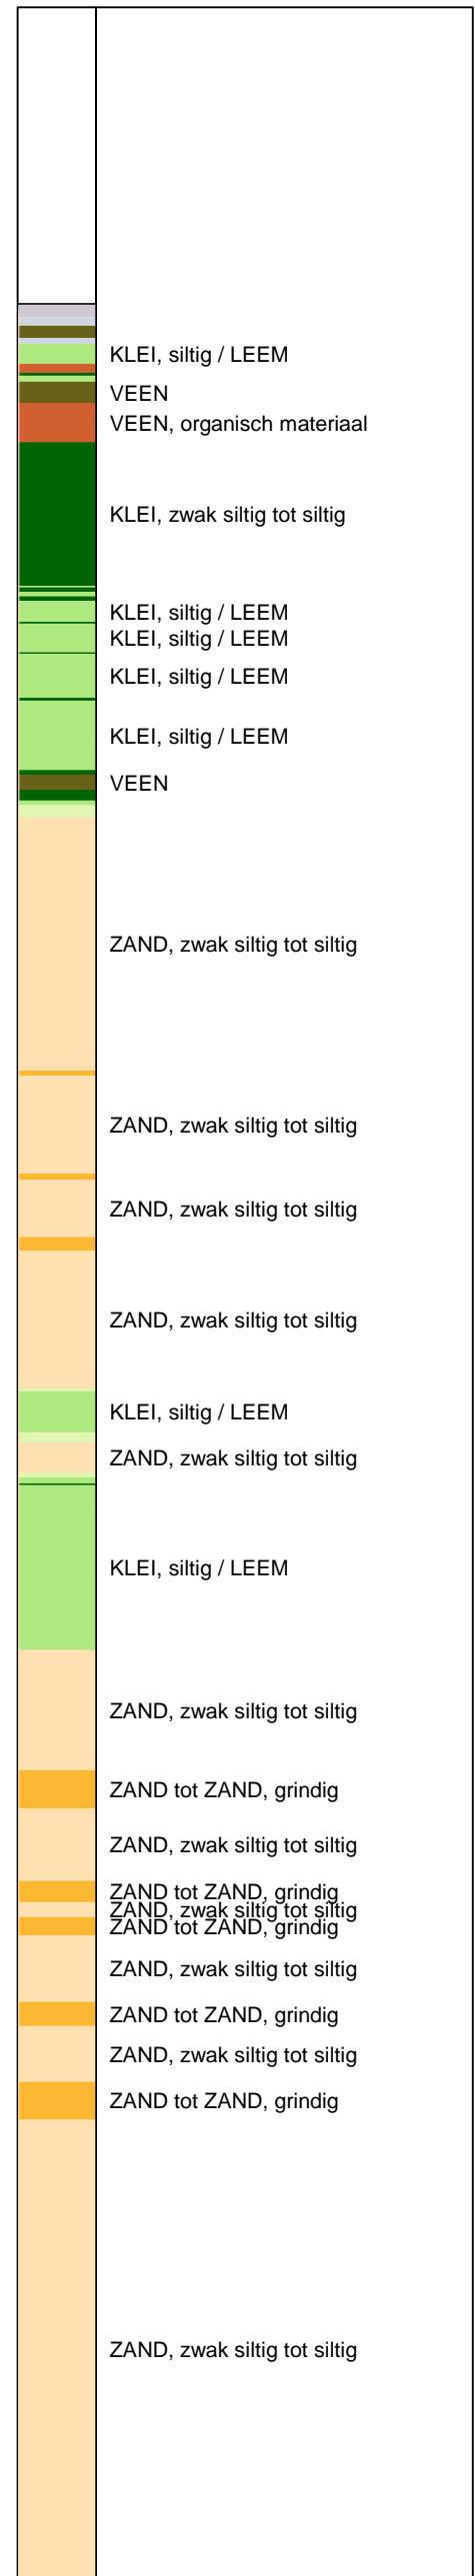 KLEI, siltig / LEEM
VEEN
VEEN, organisch materiaal
KLEI, zwak siltig tot siltig
KLEI, siltig / LEEM
KLEI, siltig / LEEM
KLEI, siltig / LEEM
KLEI, siltig / LEEM
VEEN
ZAND, zwak siltig tot siltig
ZAND, zwak siltig tot siltig
ZAND, zwak siltig tot siltig
ZAND, zwak siltig tot siltig
KLEI, siltig / LEEM
ZAND, zwak siltig tot siltig
KLEI, siltig / LEEM
ZAND, zwak siltig tot siltig
ZAND tot ZAND, grindig
ZAND, zwak siltig tot siltig
ZAND tot ZAND, grindig
ZAND, zwak siltig tot siltig
ZAND tot ZAND, grindig
ZAND, zwak siltig tot siltig
ZAND tot ZAND, grindig
ZAND, zwak siltig tot siltig
ZAND tot ZAND, grindig
ZAND, zwak siltig tot siltig